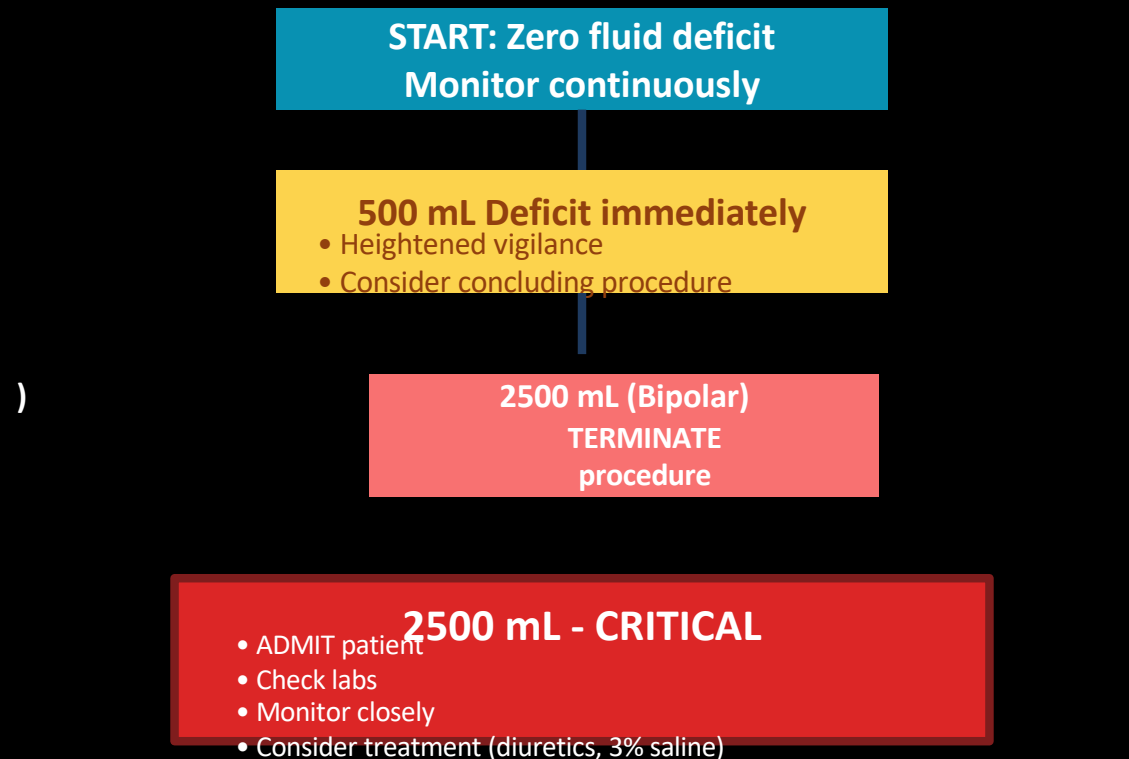 START: Zero fluid deficit
Monitor continuously
500 mL Deficit immediately
• Heightened vigilance
• Consider concluding procedure
)
2500 mL (Bipolar)
TERMINATE
procedure
2500 mL - CRITICAL
• ADMIT patient
• Check labs
• Monitor closely
• Consider treatment (diuretics, 3% saline)